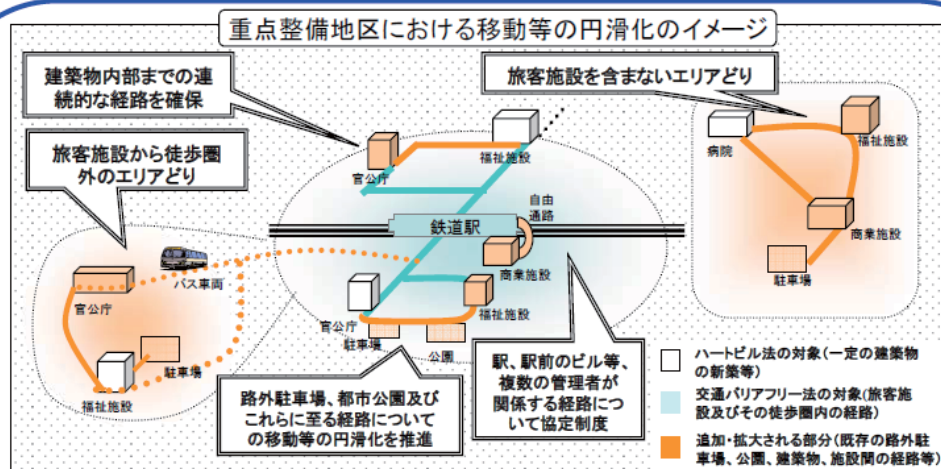 重点整備地区における移動等の円滑化のイメージ
建築物内部までの連
続的な経路を確保
旅客施設を含まないエリアどり
旅客施設から徒歩圏
外のエリアどり
官公庁
福祉施設
病院
福祉施設
自由
通路
鉄道駅
商業施設
商業施設
駐車場
バス車両
官公庁
駐車場
福祉施設
官公庁
駐車場
公園
福祉施設
路外駐車場、都市公園及び
これらに至る経路について
の移動等の円滑化を推進
駅、駅前のビル等、
複数の管理者が
関係する経路につ
いて協定制度
ハートビル法の対象(一定の建築物
の新築等)
交通バリアフリー法の対象(旅客施
設及びその徒歩圏内の経路)
追加・拡大される部分(既存の路外駐
車場、公園、建築物、施設間の経路等)